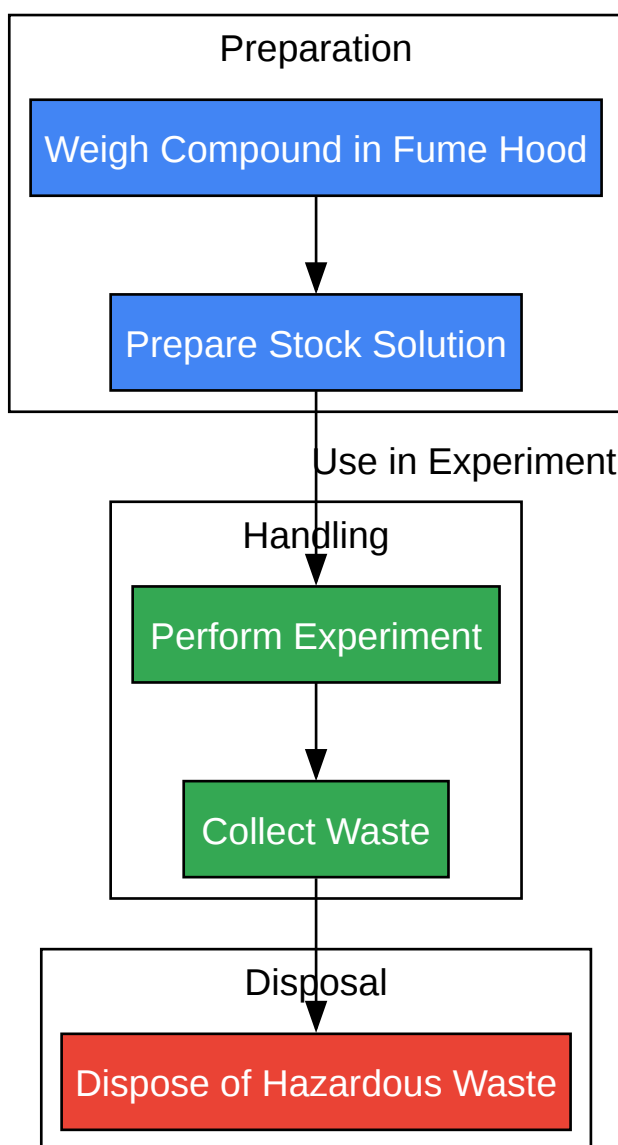 Preparation
Weigh Compound in Fume Hood
Prepare Stock Solution
Use in Experiment
Handling
Perform Experiment
Collect Waste
Disposal
Dispose of Hazardous Waste